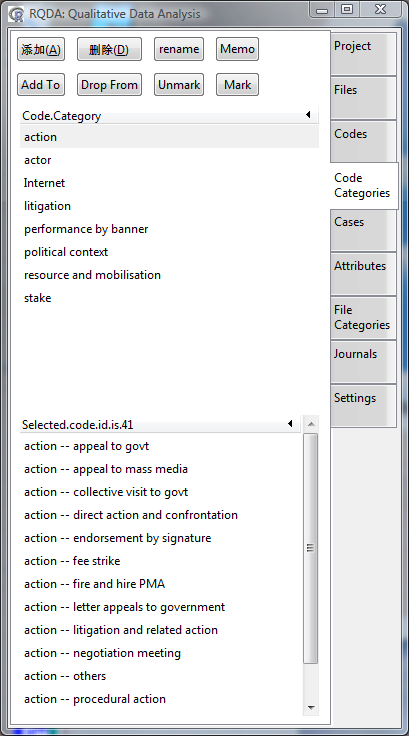 RQDA: Qualitative Data Analysis
添加(A) 删除(D) rename Memo
Add To Drop From Unmark Mark
Code.Category
action
actor
Internet
litigation
performance by banner
political context
resource and mobilisation
stake
Selected.code.id.is.41
action -- appeal to govt
action -- appeal to mass media
action -- collective visit to govt
action -- direct action and confrontation
action -- endorsement by signature
action -- fee strike
action -- fire and hire PMA
action -- letter appeals to government
action -- litigation and related action
action -- negotiation meeting
action -- others
action -- procedural action
Project
Files
Codes
Code
Categories
Cases
Attributes
File
Categories
Journals
Settings